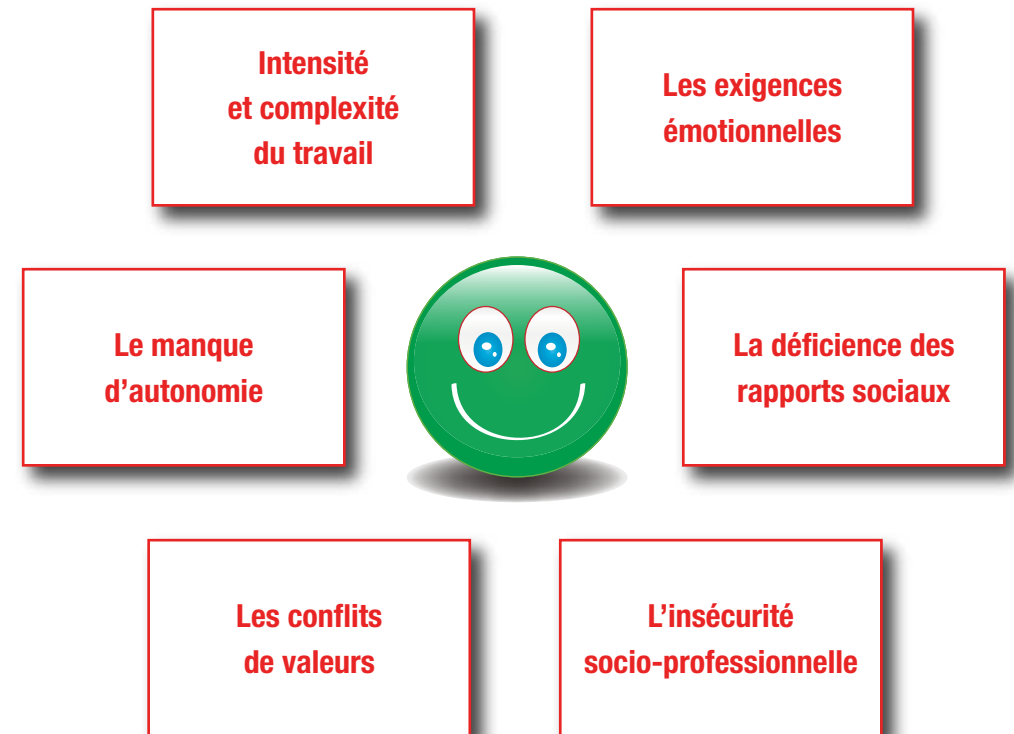 Intensité
et complexité
du travail
Les exigences
émotionnelles
Le manque
d’autonomie
La déficience des
rapports sociaux
Les conflits
de valeurs
L’insécurité
socio-professionnelle